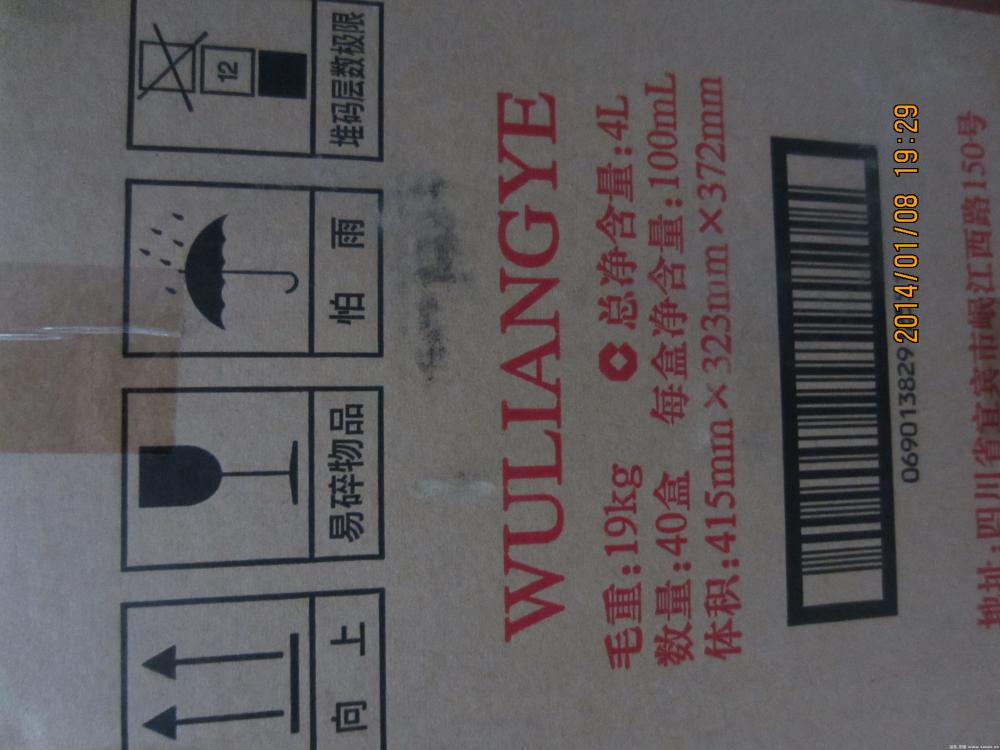 向 上
易碎物品
怕 雨
12
堆码层数极限
WULIANGYE
毛重:19kg 总净含量:4L
数量:40盒 每盒净含量:100mL
体积:415mm×323mm×372mm
069013829
地址:四川省宜宾市岷江西路150号
2014/01/08 19:29